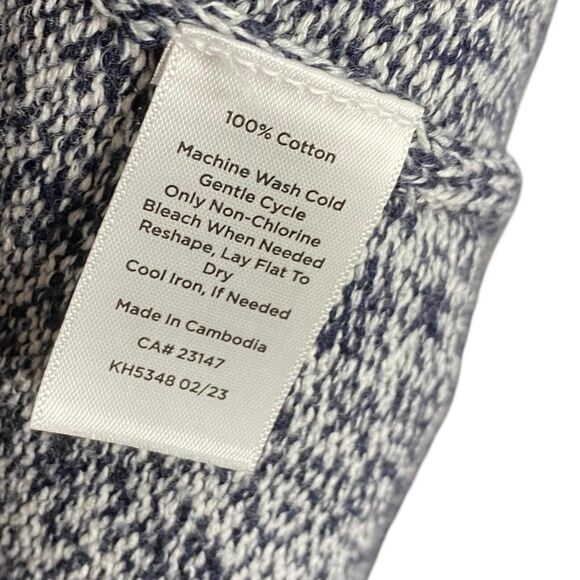 100% Cotton
Machine Wash Cold
Gentle Cycle
Only Non-Chlorine
Bleach When Needed
Reshape, Lay Flat To
Dry
Cool Iron, If Needed
Made In Cambodia
CA# 23147
KH5348 02/23